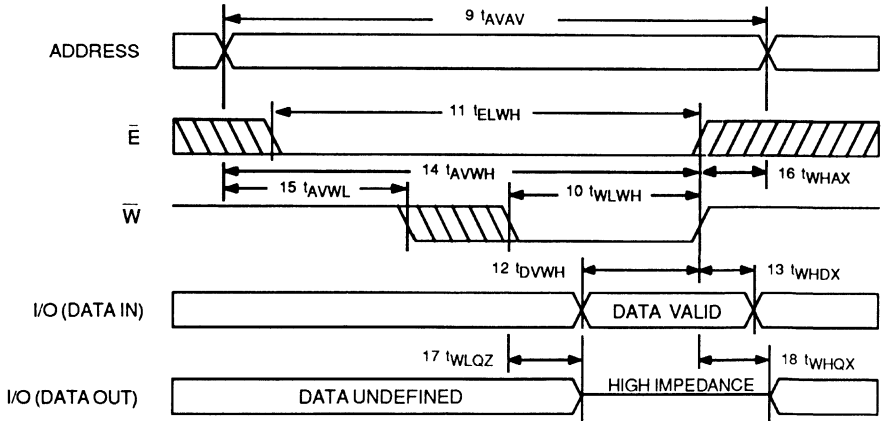 9 tAVAV
ADDRESS
11 tELWH
E̅
14 tAVWH
16 tWHAX
15 tAVWL
10 tWLWH
W̅
12 tDVWH
13 tWHDX
I/O (DATA IN)
DATA VALID
17 tWLQZ
18 tWHQX
HIGH IMPEDANCE
I/O (DATA OUT)
DATA UNDEFINED